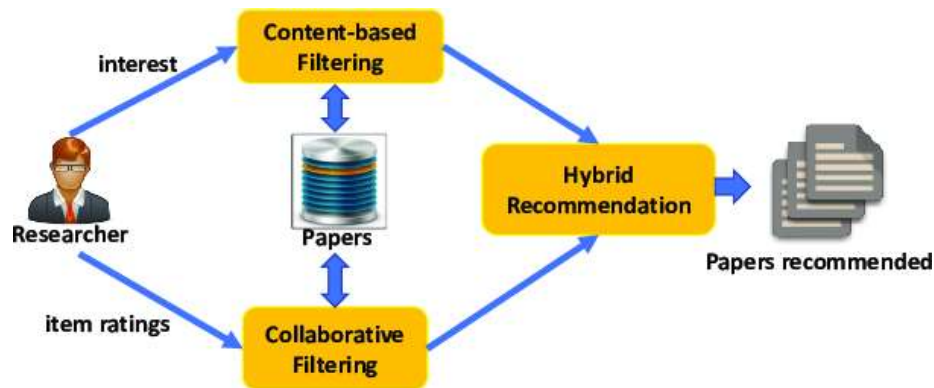 Content-based
Filtering
interest
Researcher
Papers
Hybrid
Recommendation
Papers recommended
item ratings
Collaborative
Filtering